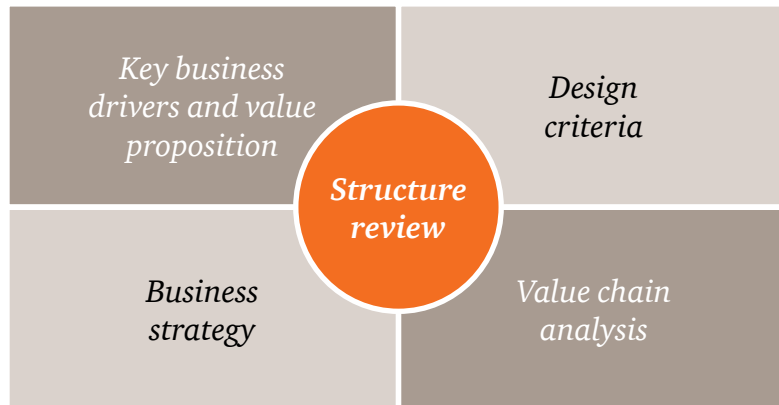 Key business
drivers and value
proposition
Design
criteria
Structure
review
Business
strategy
Value chain
analysis